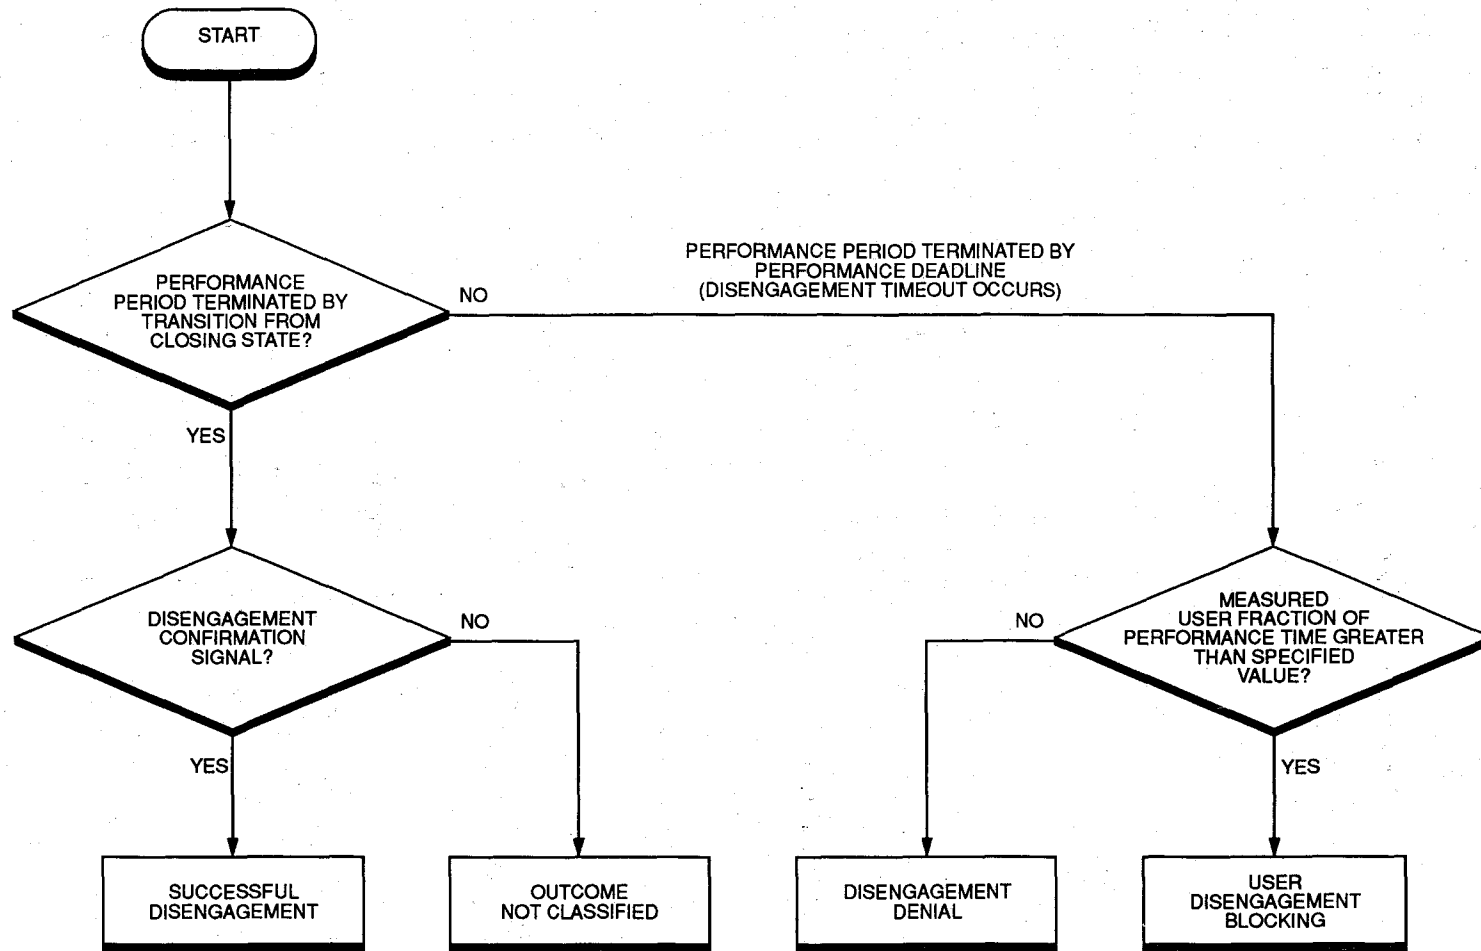 START
PERFORMANCE
PERIOD TERMINATED BY
TRANSITION FROM
CLOSING STATE?
NO
PERFORMANCE PERIOD TERMINATED BY
PERFORMANCE DEADLINE
(DISENGAGEMENT TIMEOUT OCCURS)
YES
DISENGAGEMENT
CONFIRMATION
SIGNAL?
NO
NO
MEASURED
USER FRACTION OF
PERFORMANCE TIME GREATER
THAN SPECIFIED
VALUE?
YES
YES
SUCCESSFUL
DISENGAGEMENT
OUTCOME
NOT CLASSIFIED
DISENGAGEMENT
DENIAL
USER
DISENGAGEMENT
BLOCKING